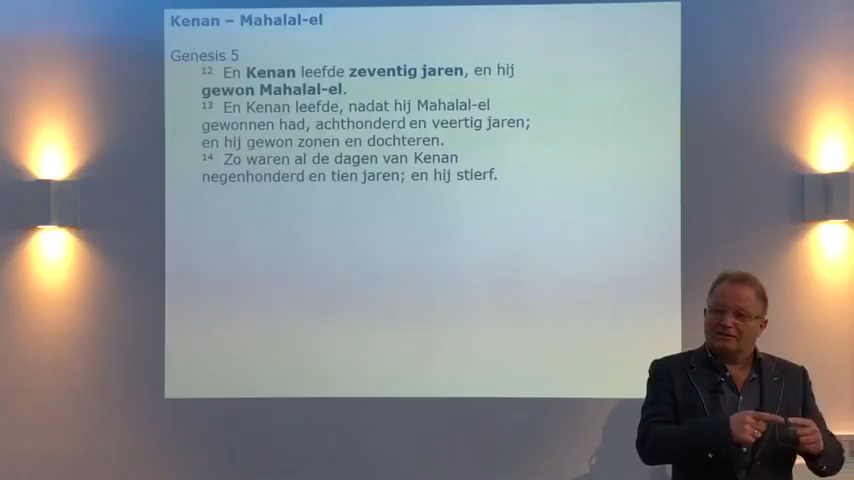 Kenan – Mahalal-el
Genesis 5
12 En Kenan leefde zeventig jaren, en hij
gewon Mahalal-el.
13 En Kenan leefde, nadat hij Mahalal-el
gewonnen had, achthonderd en veertig jaren;
en hij gewon zonen en dochteren.
14 Zo waren al de dagen van Kenan
negenhonderd en tien jaren; en hij stierf.